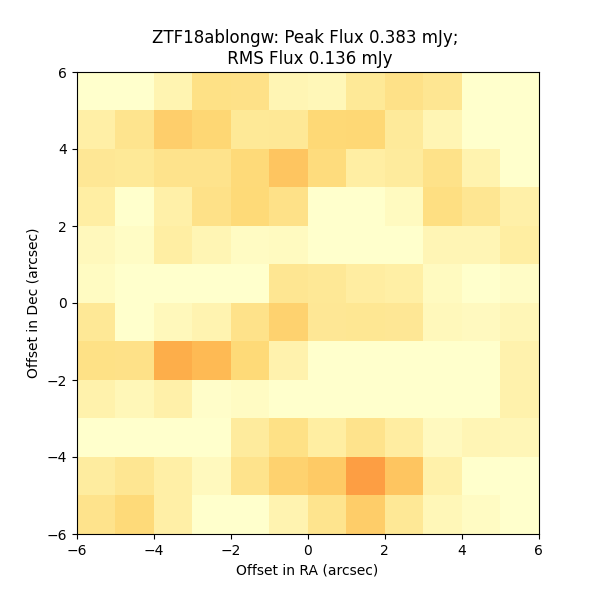 ZTF18ablongw: Peak Flux 0.383 mJy;
RMS Flux 0.136 mJy
6
4
2
0
−2
−4
−6
Offset in Dec (arcsec)
−6 −4 −2 0 2 4 6
Offset in RA (arcsec)